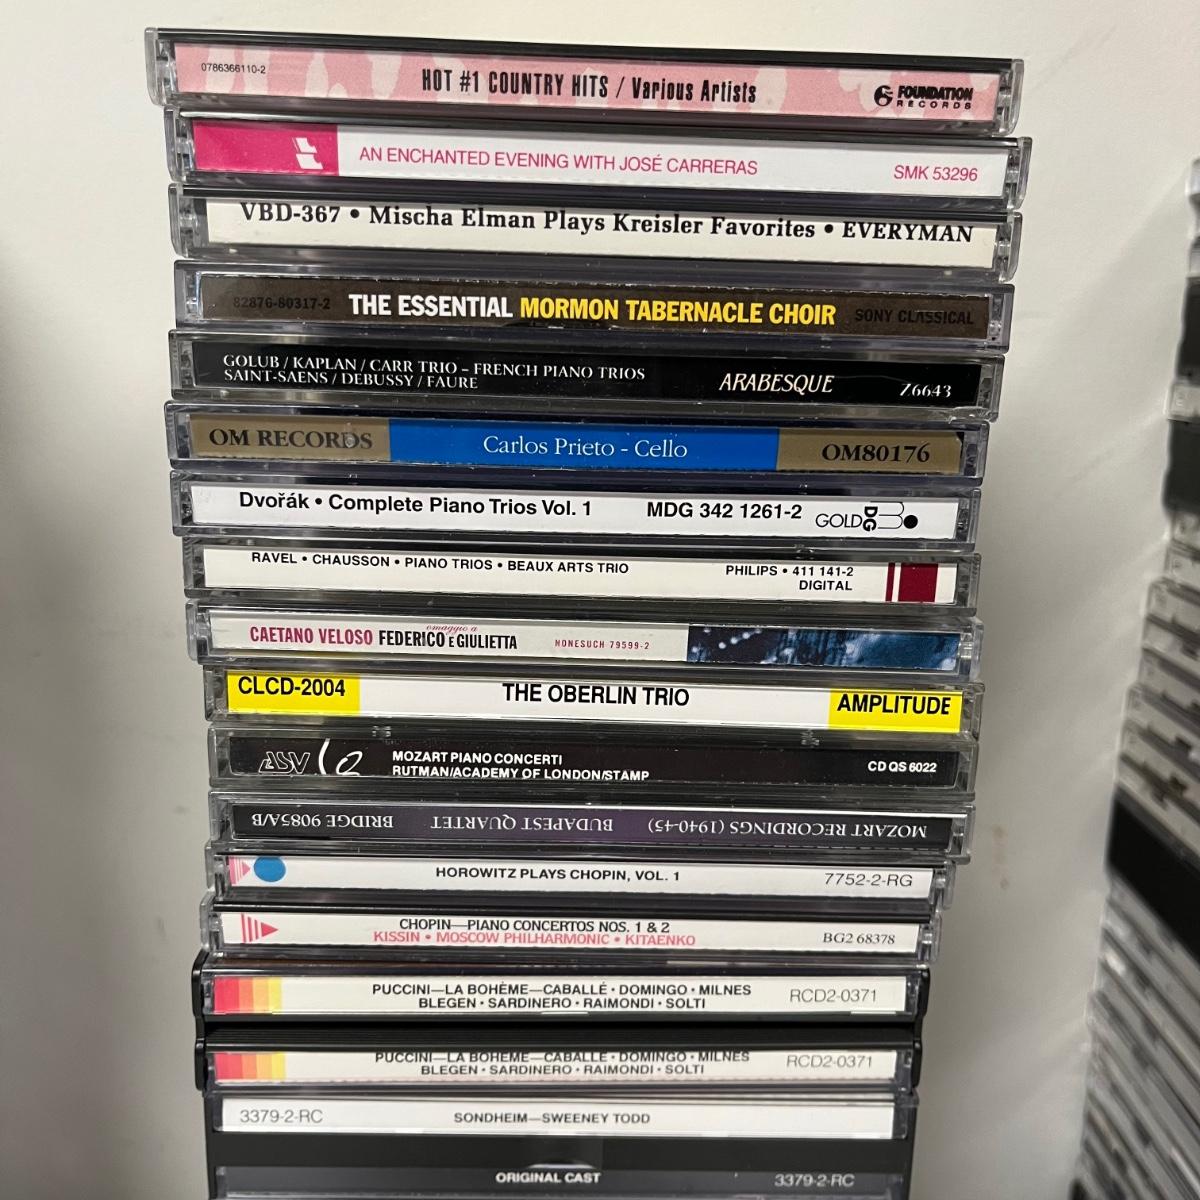 0786366110-2 HOT #1 COUNTRY HITS / Various Artists FOUNDATION
RECORDS
AN ENCHANTED EVENING WITH JOSÉ CARRERAS SMK 53296
VBD-367 • Mischa Elman Plays Kreisler Favorites • EVERYMAN
82876-80317-2 THE ESSENTIAL MORMON TABERNACLE CHOIR SONY CLASSICAL
GOLUB / KAPLAN / CARR TRIO – FRENCH PIANO TRIOS
SAINT-SAENS / DEBUSSY / FAURE ARABESQUE Z6643
OM RECORDS Carlos Prieto - Cello OM80176
Dvořák • Complete Piano Trios Vol. 1 MDG 342 1261-2 GOLD MDG
RAVEL • CHAUSSON • PIANO TRIOS • BEAUX ARTS TRIO PHILIPS • 411 141-2
DIGITAL
omaggio a
CAETANO VELOSO FEDERICO E GIULIETTA NONESUCH 79599-2
CLCD-2004 THE OBERLIN TRIO AMPLITUDE
ASV MOZART PIANO CONCERTI
RUTMAN/ACADEMY OF LONDON/STAMP CD QS 6022
MOZART RECORDINGS (1940-45) BUDAPEST QUARTET BRIDGE 9085A/B
HOROWITZ PLAYS CHOPIN, VOL. 1 7752-2-RG
CHOPIN—PIANO CONCERTOS NOS. 1 & 2
KISSIN • MOSCOW PHILHARMONIC • KITAENKO BG2 68378
PUCCINI—LA BOHÈME—CABALLÉ • DOMINGO • MILNES
BLEGEN • SARDINERO • RAIMONDI • SOLTI RCD2-0371
PUCCINI—LA BOHÈME—CABALLÉ • DOMINGO • MILNES
BLEGEN • SARDINERO • RAIMONDI • SOLTI RCD2-0371
3379-2-RC SONDHEIM—SWEENEY TODD
ORIGINAL CAST 3379-2-RC